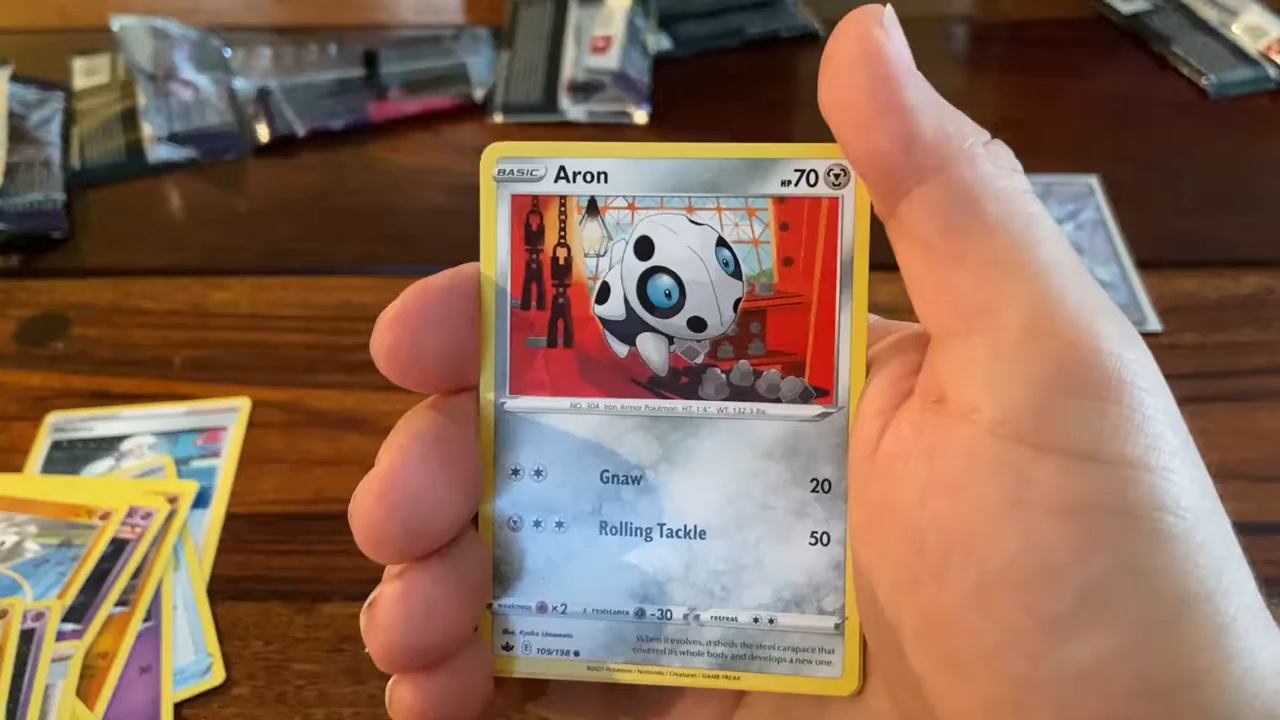 BASIC Aron HP 70
NO. 304 Iron Armor Pokémon HT: 1'4" WT: 132.3 lbs
Gnaw 20
Rolling Tackle 50
weakness ×2 resistance -30 retreat
When it evolves, it sheds the steel carapace that
covered its whole body and develops a new one.
Illus. Kyoko Umemoto
E 109/198
©2021 Pokémon / Nintendo / Creatures / GAME FREAK